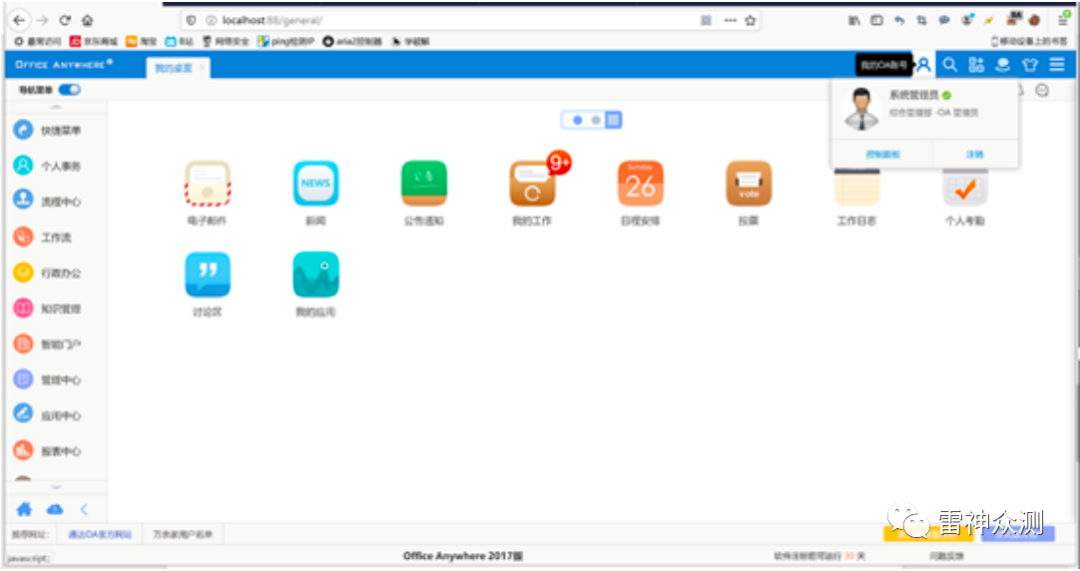 localhost:88/general/
最常访问 京东商城 淘宝 B站 网络安全 ping检测IP aria2控制器 学破解 移动设备上的书签
OFFICE ANYWHERE 我的桌面 × 我的OA账号
导航菜单
系统管理员
综合管理部 -OA 管理员
控制面板 注销
快捷菜单
个人事务
流程中心
工作流
行政办公
知识管理
智能门户
管理中心
应用中心
报表中心
NEWS 9+ Sunday 26 vote
电子邮件 新闻 公告通知 我的工作 日程安排 投票 工作日志 个人考勤
讨论区 我的应用
推荐网址: 通达OA官方网站 万余家用户名单
雷神众测
javascript:; Office Anywhere 2017版 软件注册前可运行 30 天 问题反馈